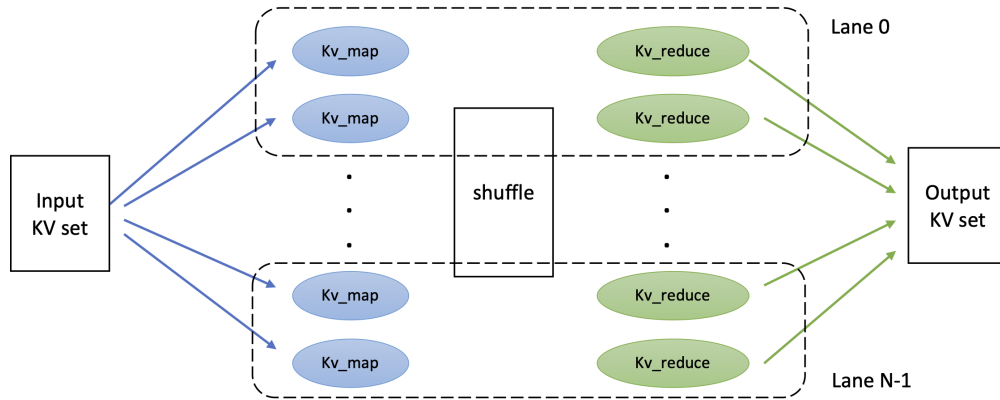 Lane 0
Kv_map
Kv_reduce
Kv_map
Kv_reduce
Input
KV set
shuffle
Output
KV set
Kv_map
Kv_reduce
Kv_map
Kv_reduce
Lane N-1